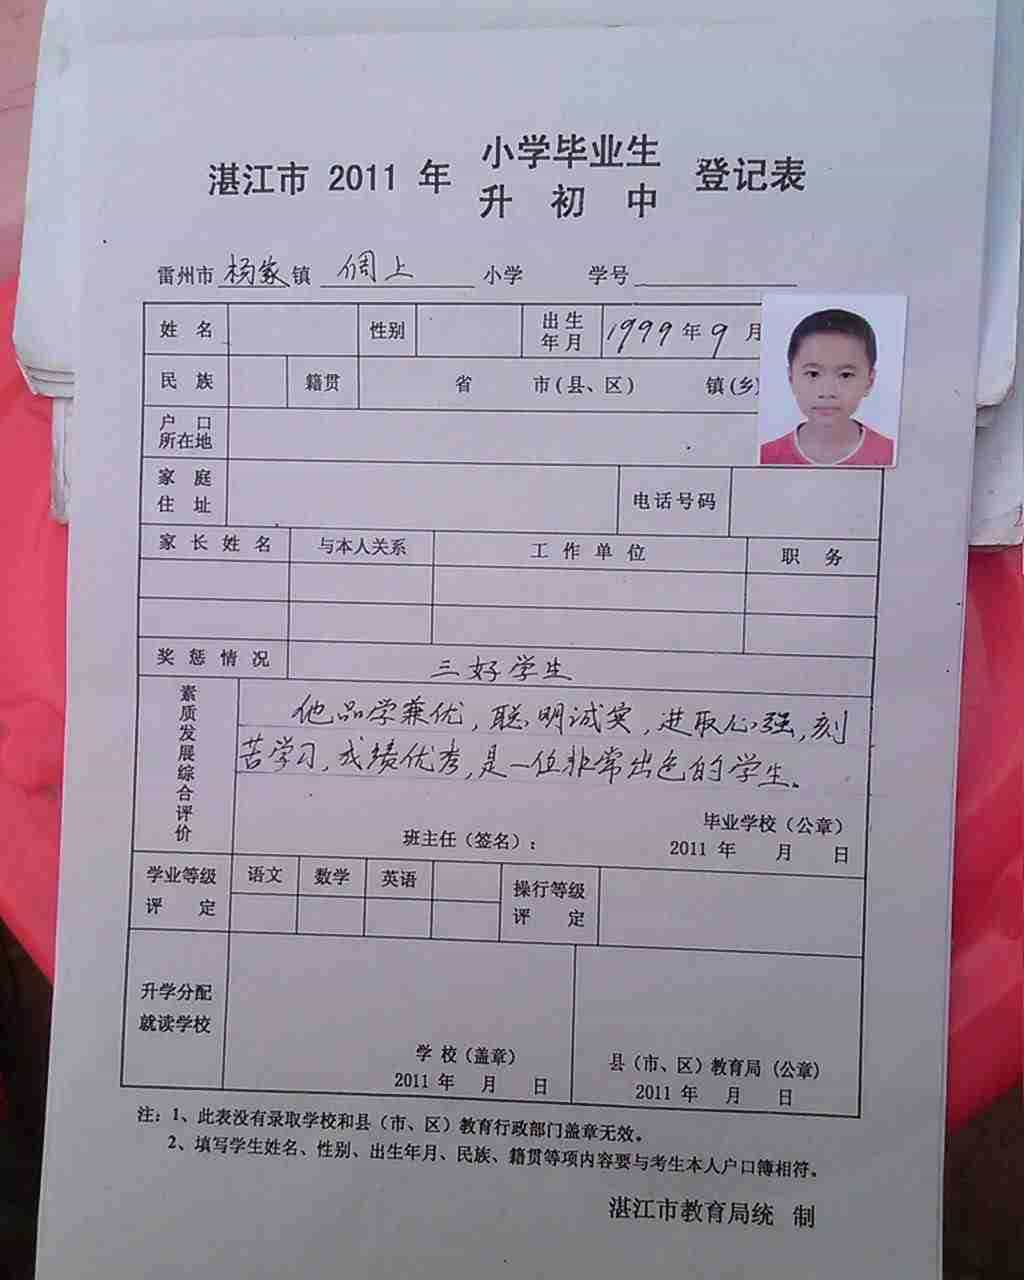 湛江市 2011 年 小学毕业生 登记表
升 初 中
雷州市 杨家 镇 倜上 小学 学号
姓 名 性别 出生年月 1999 年 9 月
民 族 籍贯 省 市(县、区) 镇(乡)
户 口
所在地
家 庭
住 址 电话号码
家 长 姓 名 与本人关系 工 作 单 位 职 务
奖 惩 情 况 三好学生
素质发展综合评价
他品学兼优,聪明诚实,进取心强,刻
苦学习,成绩优秀,是一位非常出色的学生。
毕业学校(公章)
班主任(签名): 2011 年 月 日
学业等级 语文 数学 英语 操行等级
评 定 评 定
升学分配
就读学校
学 校(盖章) 县(市、区)教育局(公章)
2011 年 月 日 2011 年 月 日
注:1、此表没有录取学校和县(市、区)教育行政部门盖章无效。
2、填写学生姓名、性别、出生年月、民族、籍贯等项内容要与考生本人户口簿相符。
湛江市教育局统 制